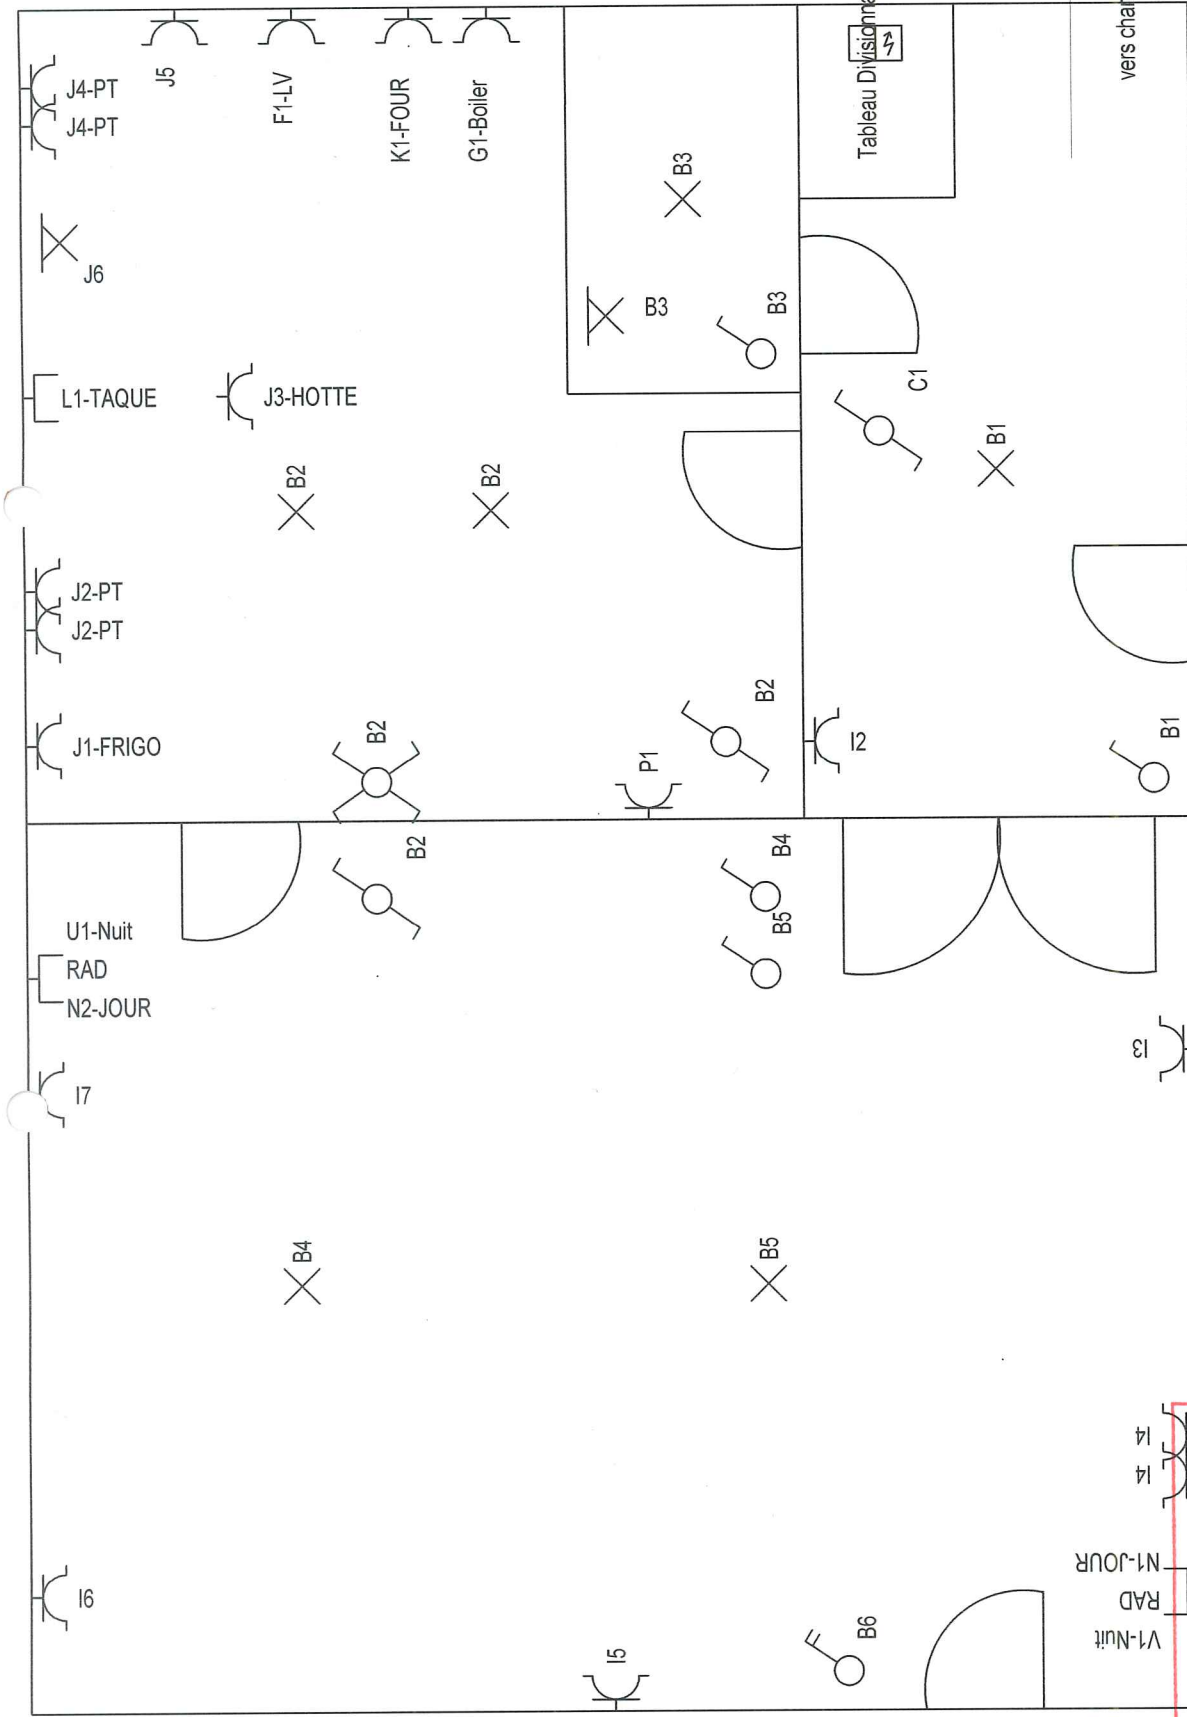 J5
F1-LV
K1-FOUR
G1-Boiler
J4-PT
J4-PT
Tableau Divisionna
vers char
J6
B3
B3
B3
L1-TAQUE
J3-HOTTE
C1
B2
B2
B1
J2-PT
J2-PT
J1-FRIGO
B2
P1
B2
I2
B1
B2
B4
B5
U1-Nuit
RAD
N2-JOUR
I7
I3
B4
B5
I4
I4
I6
I5
B6
N1-JOUR
RAD
V1-Nuit